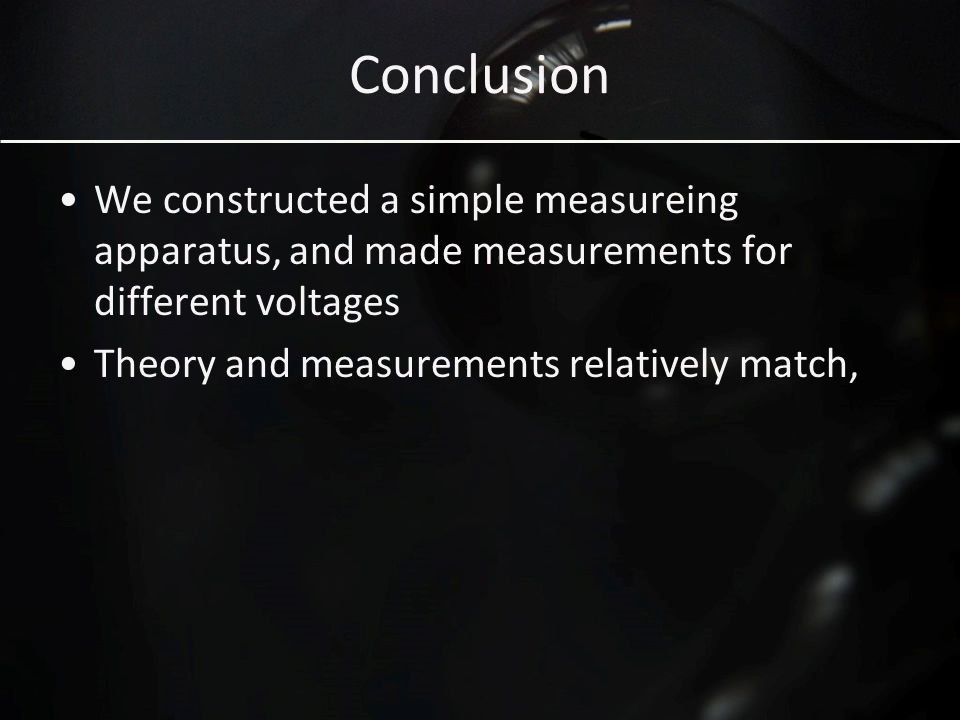 Conclusion
• We constructed a simple measureing
apparatus, and made measurements for
different voltages
• Theory and measurements relatively match,